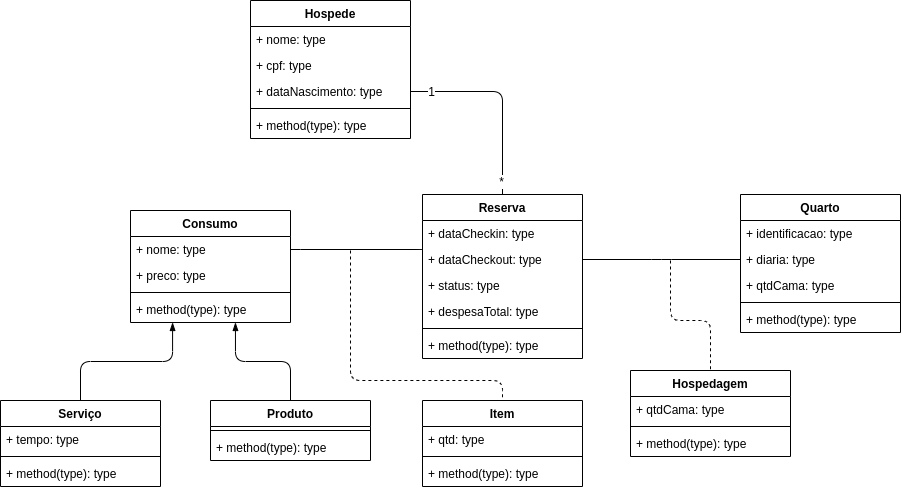 Hospede
+ nome: type
+ cpf: type
+ dataNascimento: type
+ method(type): type
1
*
Consumo
+ nome: type
+ preco: type
+ method(type): type
Reserva
+ dataCheckin: type
+ dataCheckout: type
+ status: type
+ despesaTotal: type
+ method(type): type
Quarto
+ identificacao: type
+ diaria: type
+ qtdCama: type
+ method(type): type
Serviço
+ tempo: type
+ method(type): type
Produto
+ method(type): type
Item
+ qtd: type
+ method(type): type
Hospedagem
+ qtdCama: type
+ method(type): type